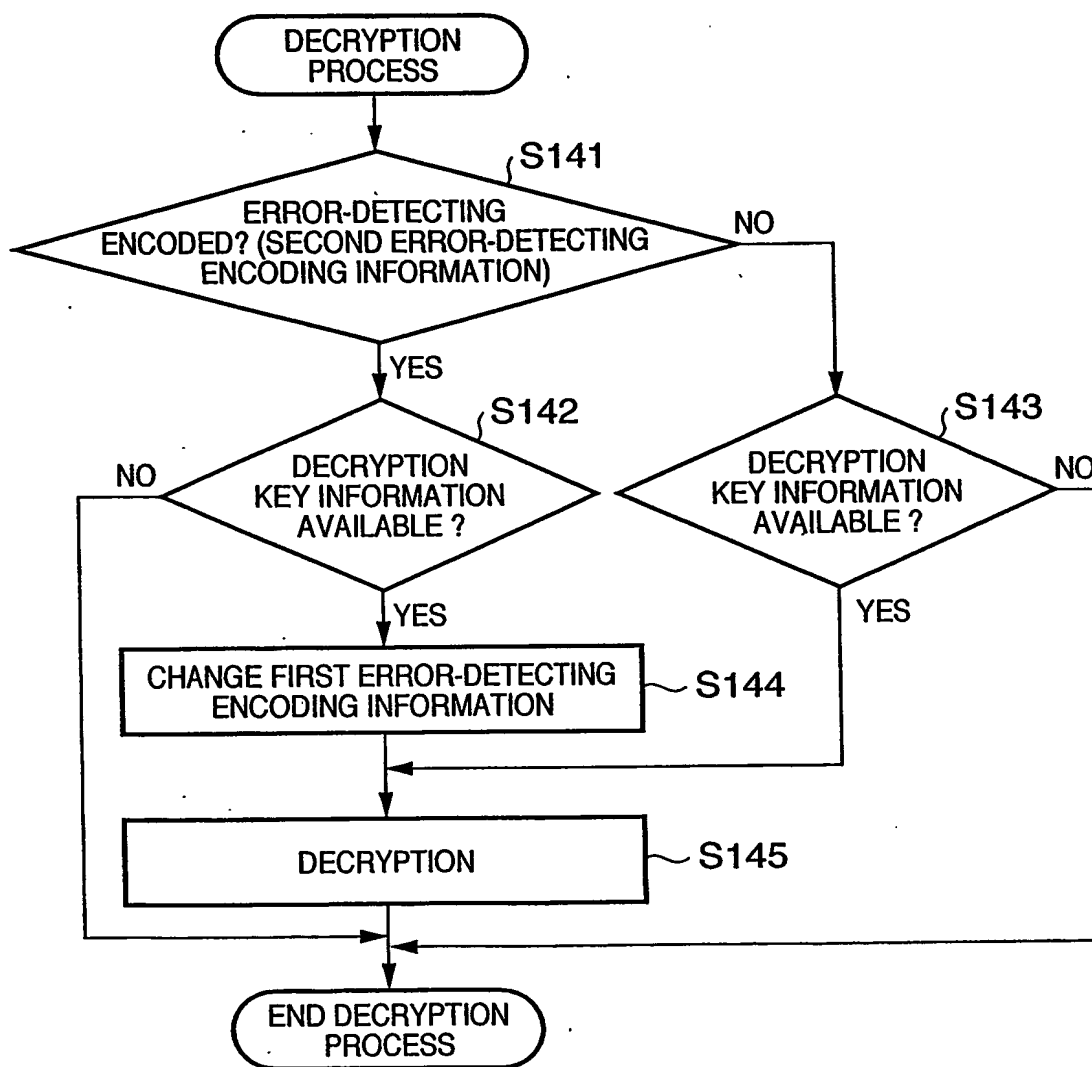 DECRYPTION
PROCESS
S141
ERROR-DETECTING
ENCODED? (SECOND ERROR-DETECTING
ENCODING INFORMATION)
NO
YES
S142
S143
NO
DECRYPTION
KEY INFORMATION
AVAILABLE ?
DECRYPTION
KEY INFORMATION
AVAILABLE ?
NO
YES
YES
CHANGE FIRST ERROR-DETECTING
ENCODING INFORMATION
S144
DECRYPTION
S145
END DECRYPTION
PROCESS